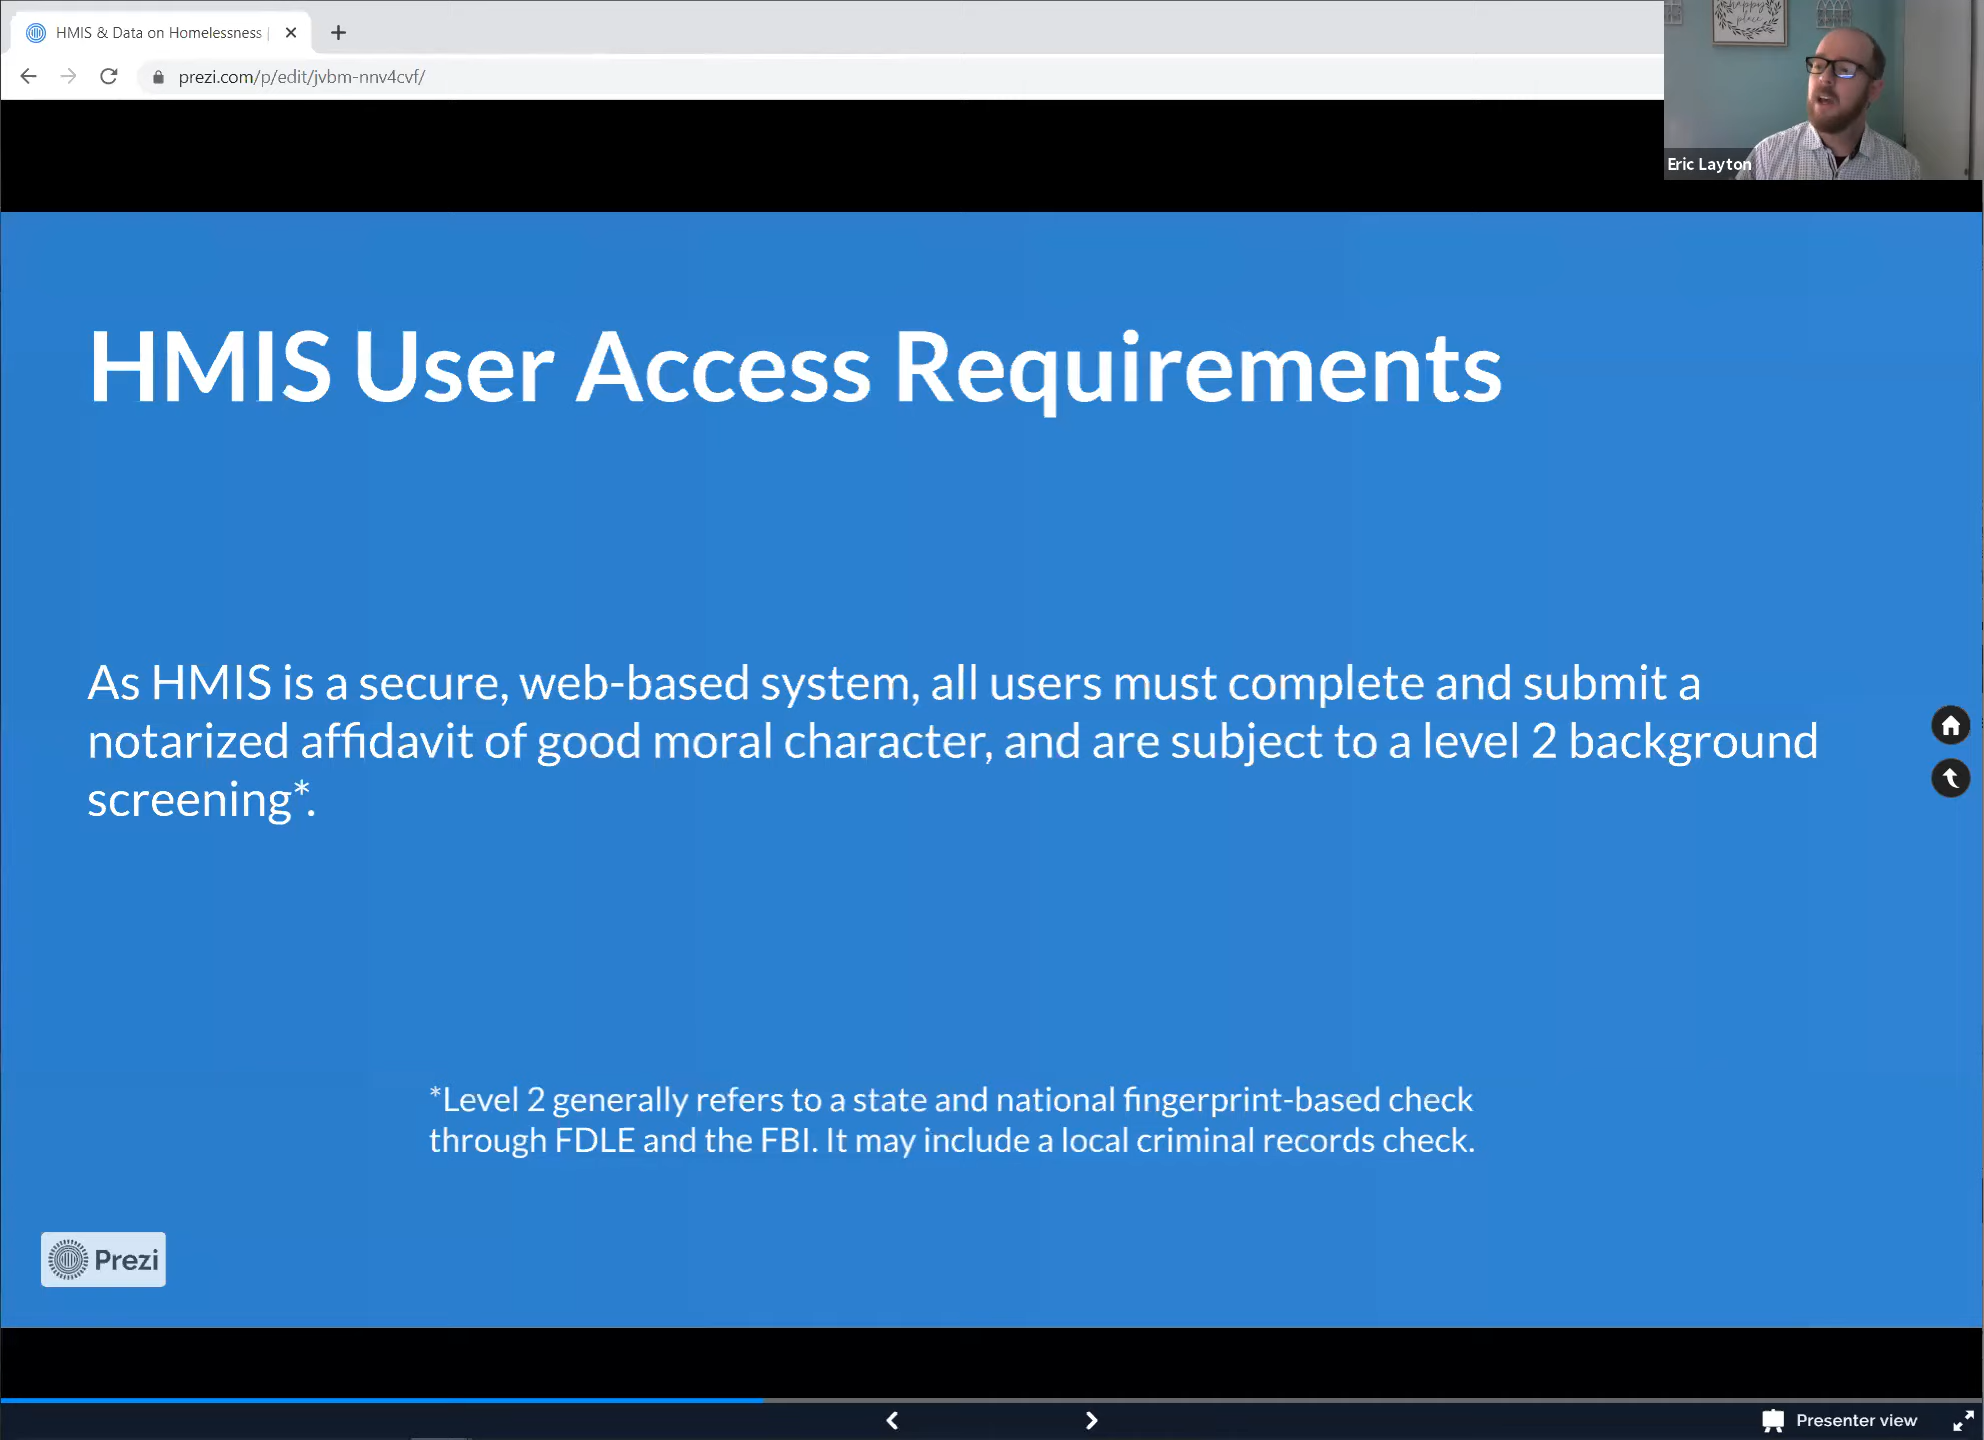 HMIS & Data on Homelessness |
prezi.com/p/edit/jvbm-nnv4cvf/
happy
place
Eric Layton
HMIS User Access Requirements
As HMIS is a secure, web-based system, all users must complete and submit a
notarized affidavit of good moral character, and are subject to a level 2 background
screening*.
*Level 2 generally refers to a state and national fingerprint-based check
through FDLE and the FBI. It may include a local criminal records check.
Prezi
Presenter view